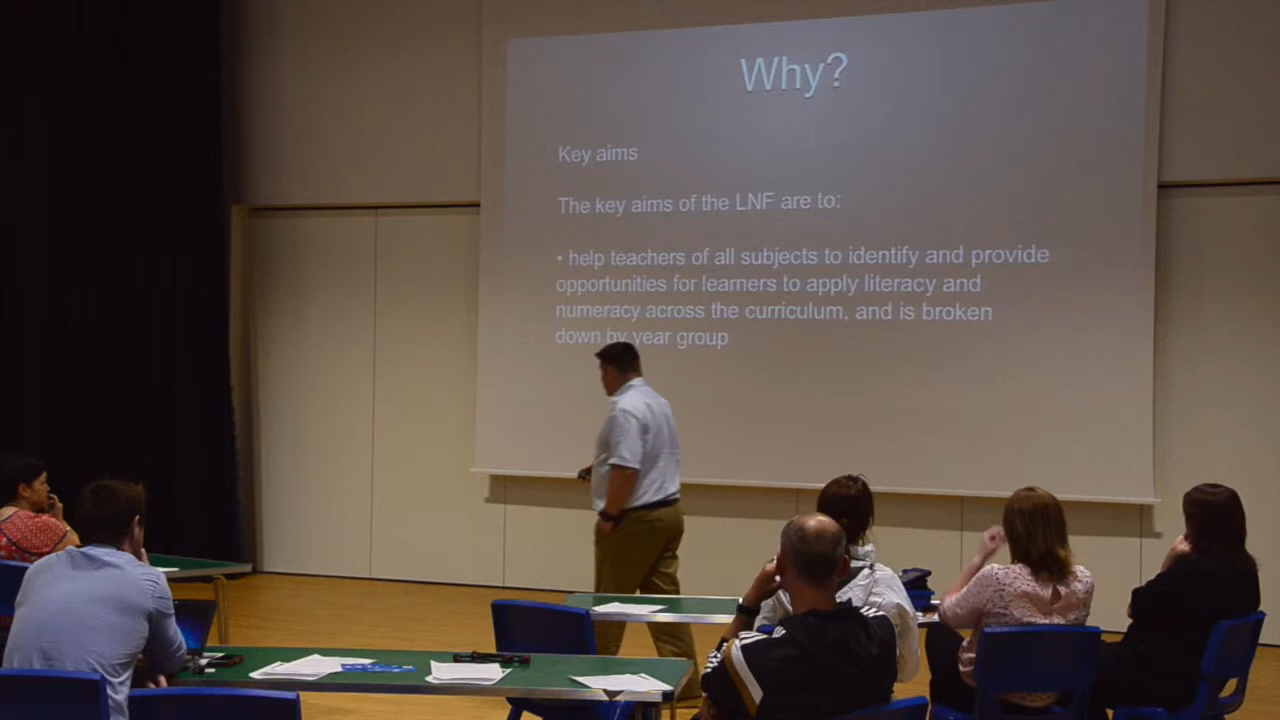 Why?
Key aims
The key aims of the LNF are to:
• help teachers of all subjects to identify and provide
opportunities for learners to apply literacy and
numeracy across the curriculum, and is broken
down by year group